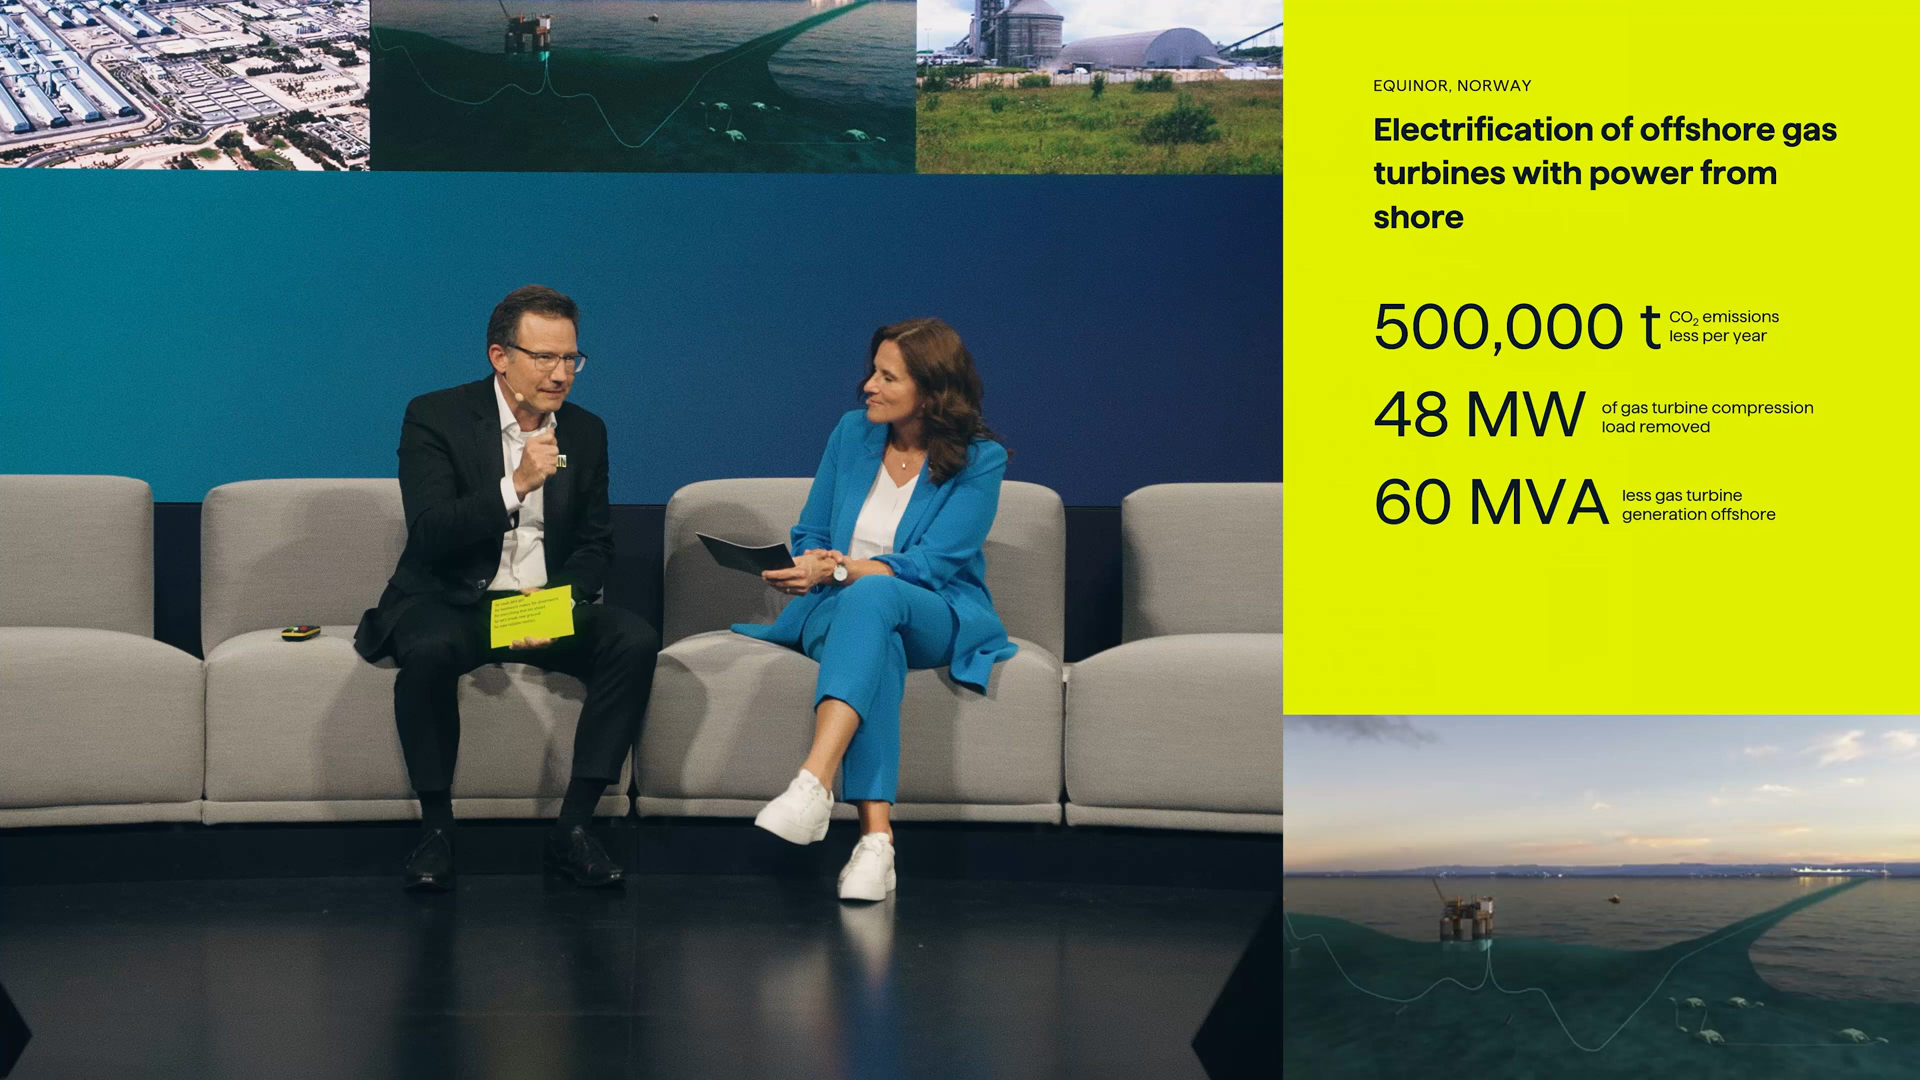 EQUINOR, NORWAY
Electrification of offshore gas
turbines with power from
shore
500,000 t CO₂ emissions
less per year
48 MW of gas turbine compression
load removed
60 MVA less gas turbine
generation offshore